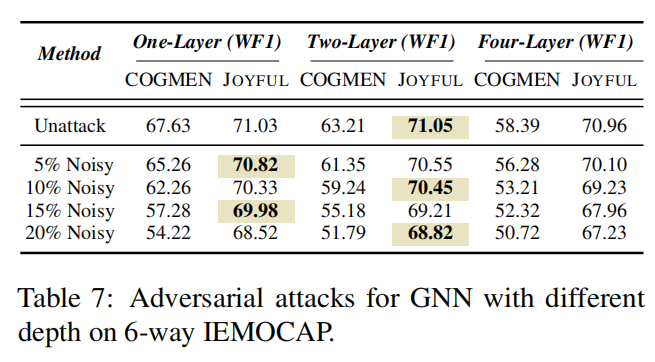 Method One-Layer (WF1) Two-Layer (WF1) Four-Layer (WF1)
COGMEN JOYFUL COGMEN JOYFUL COGMEN JOYFUL
Unattack 67.63 71.03 63.21 71.05 58.39 70.96
5% Noisy 65.26 70.82 61.35 70.55 56.28 70.10
10% Noisy 62.26 70.33 59.24 70.45 53.21 69.23
15% Noisy 57.28 69.98 55.18 69.21 52.32 67.96
20% Noisy 54.22 68.52 51.79 68.82 50.72 67.23
Table 7: Adversarial attacks for GNN with different
depth on 6-way IEMOCAP.